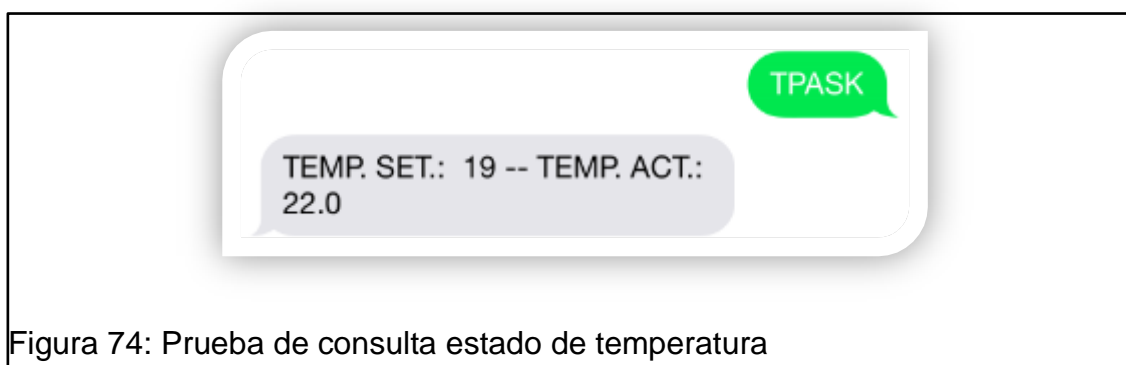 TPASK
TEMP. SET.:  19 -- TEMP. ACT.:
22.0
Figura 74: Prueba de consulta estado de temperatura